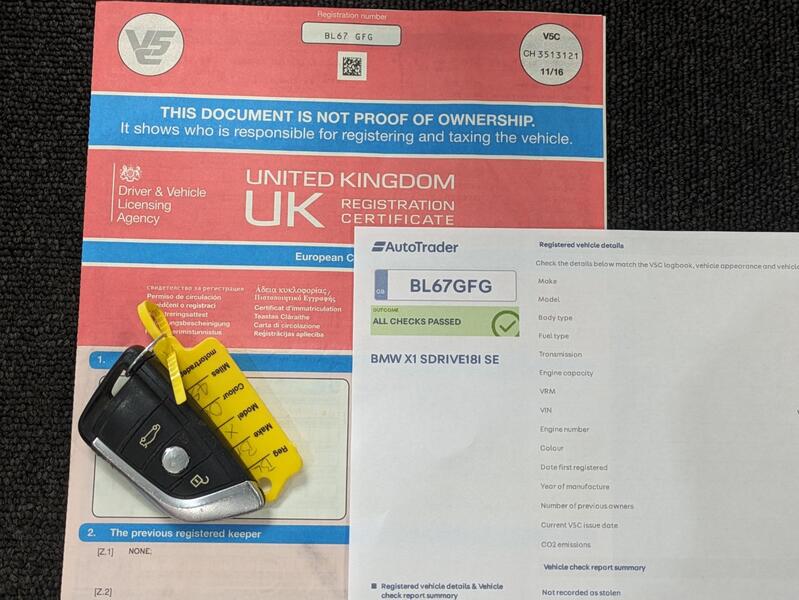 Registration number
BL67 GFG
V5C
V5C
CH 3513121
11/16
THIS DOCUMENT IS NOT PROOF OF OWNERSHIP.
It shows who is responsible for registering and taxing the vehicle.
Driver & Vehicle
Licensing
Agency
UNITED KINGDOM
UK REGISTRATION
CERTIFICATE
European C
свидетелство за регистрация
Permiso de circulación
Άδεια κυκλοφορίας
Πιστοποιητικό Εγγραφής
Certificat d'immatriculation
Teastas Cláraithe
Carta di circolazione
Reģistrācijas apliecība
1.
motortrade
Miles
Colour
Model
Make
Reg
2. The previous registered keeper
[Z.1] NONE;
[Z.2]
AutoTrader
GB
BL67GFG
OUTCOME
ALL CHECKS PASSED
BMW X1 SDRIVE18I SE
Registered vehicle details & Vehicle
check report summary
Registered vehicle details
Check the details below match the V5C logbook, vehicle appearance and vehicl
Make
Model
Body type
Fuel type
Transmission
Engine capacity
VRM
VIN
Engine number
Colour
Date first registered
Year of manufacture
Number of previous owners
Current V5C issue date
CO2 emissions
Vehicle check report summary
Not recorded as stolen